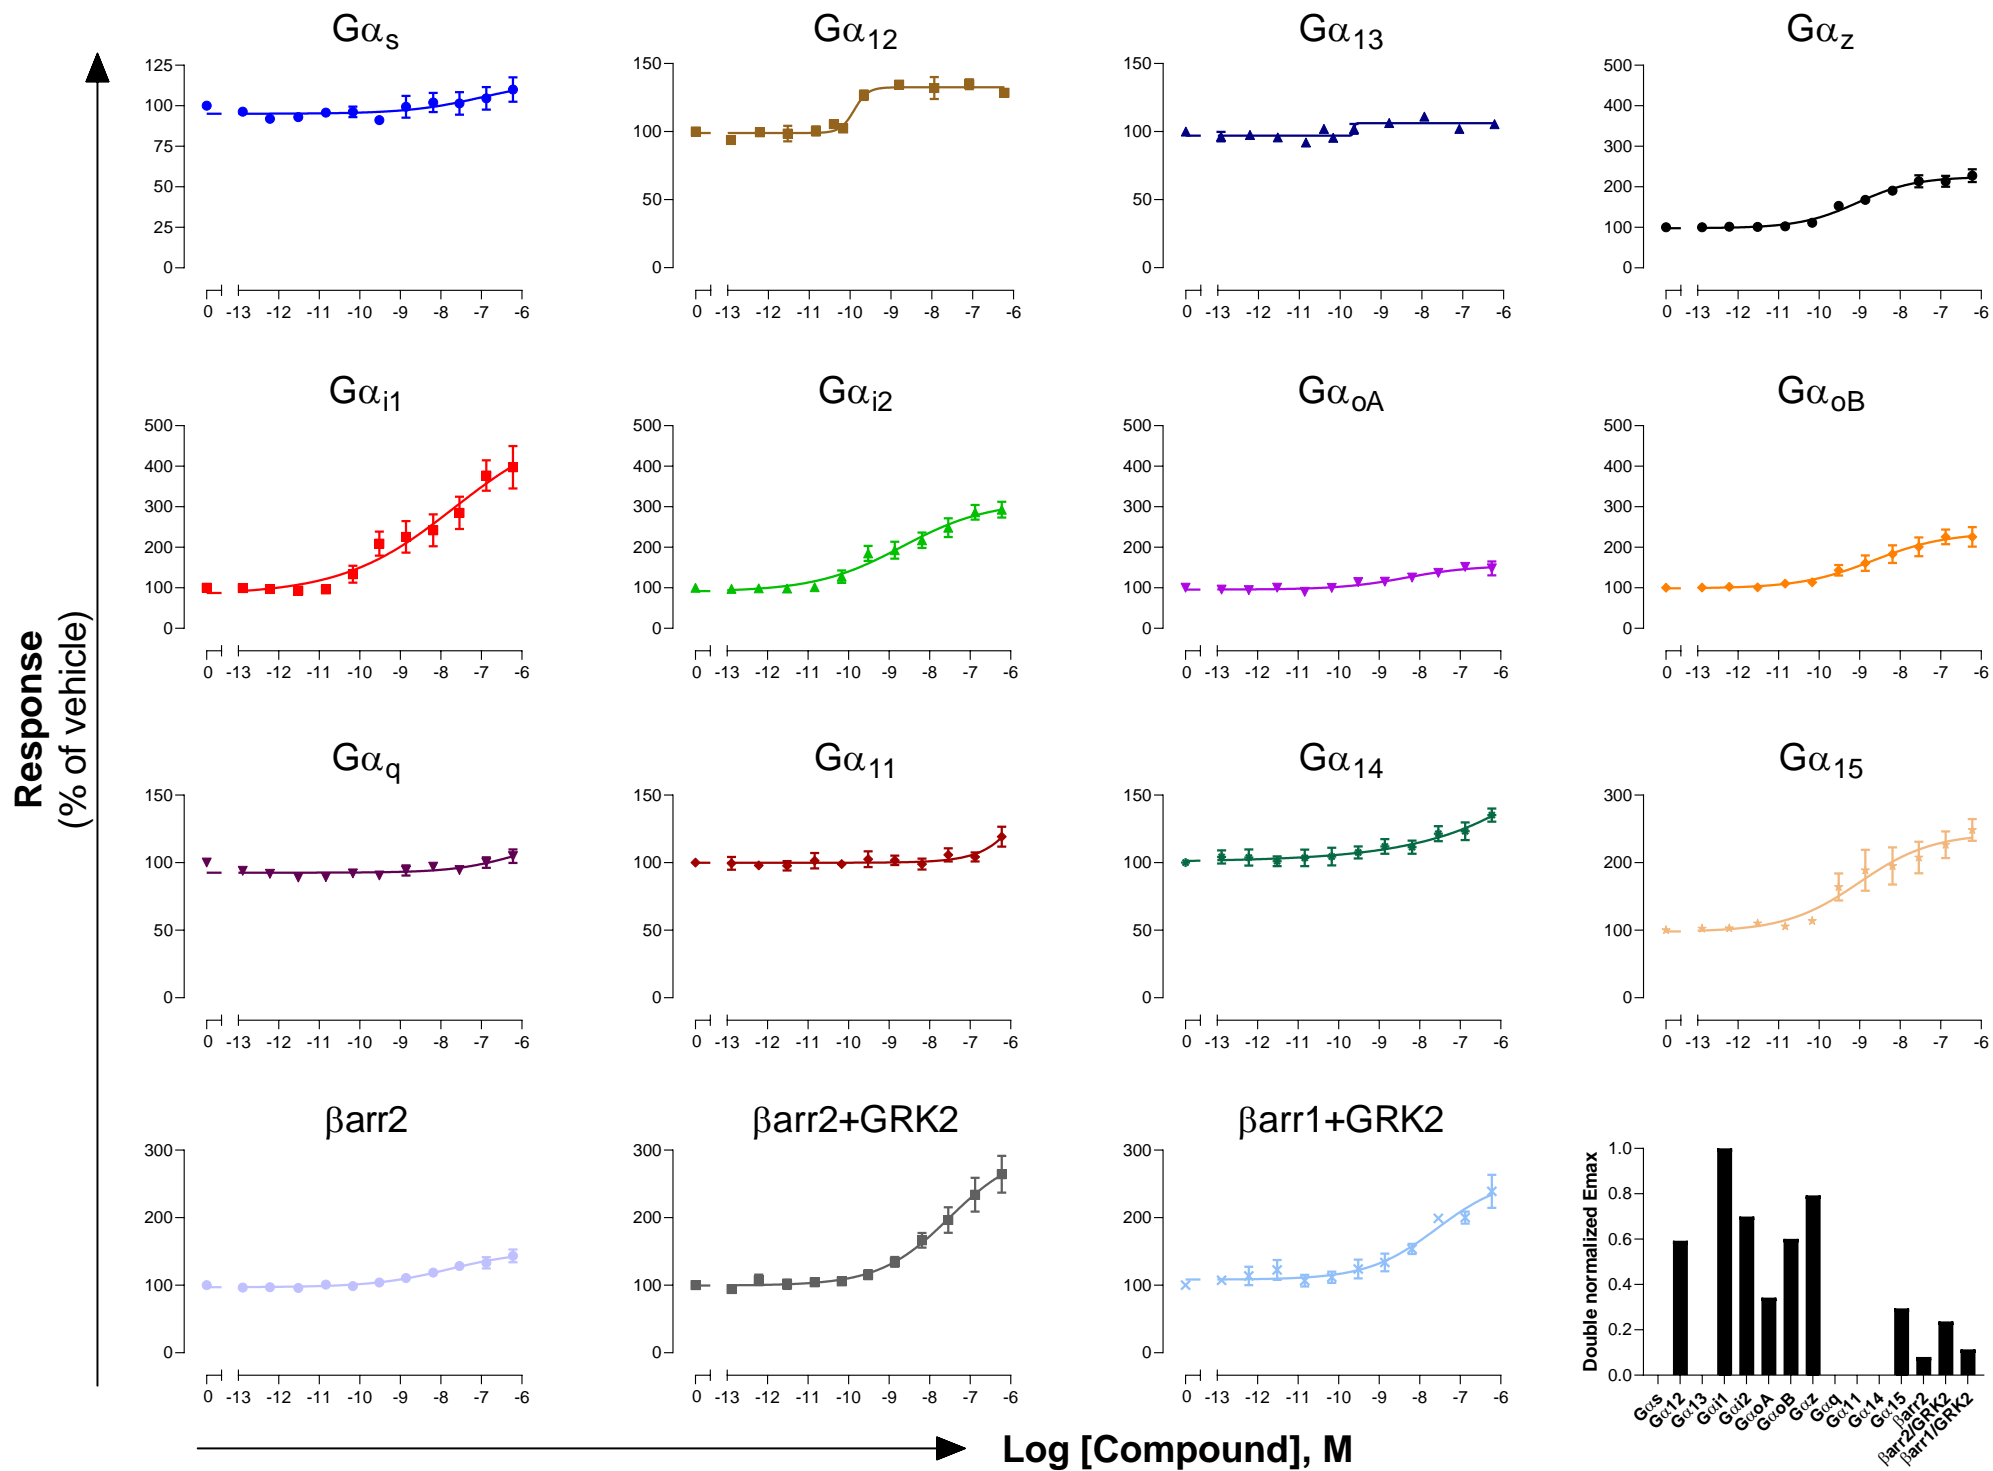 Gαs Gα12 Gα13 Gαz
125 150 150 500
100 100 100 400
75 50 50 300
50 0 0 200
25 100
0 0
0 -13 -12 -11 -10 -9 -8 -7 -6 0 -13 -12 -11 -10 -9 -8 -7 -6 0 -13 -12 -11 -10 -9 -8 -7 -6 0 -13 -12 -11 -10 -9 -8 -7 -6
Gαi1 Gαi2 GαoA GαoB
500 500 500 500
400 400 400 400
300 300 300 300
200 200 200 200
100 100 100 100
0 0 0 0
0 -13 -12 -11 -10 -9 -8 -7 -6 0 -13 -12 -11 -10 -9 -8 -7 -6 0 -13 -12 -11 -10 -9 -8 -7 -6 0 -13 -12 -11 -10 -9 -8 -7 -6
Response
(% of vehicle)
Gαq Gα11 Gα14 Gα15
150 150 150 300
100 100 100 200
50 50 50 100
0 0 0 0
0 -13 -12 -11 -10 -9 -8 -7 -6 0 -13 -12 -11 -10 -9 -8 -7 -6 0 -13 -12 -11 -10 -9 -8 -7 -6 0 -13 -12 -11 -10 -9 -8 -7 -6
βarr2 βarr2+GRK2 βarr1+GRK2
300 300 300
200 200 200
100 100 100
0 0 0
0 -13 -12 -11 -10 -9 -8 -7 -6 0 -13 -12 -11 -10 -9 -8 -7 -6 0 -13 -12 -11 -10 -9 -8 -7 -6
Double normalized Emax
1.0
0.8
0.6
0.4
0.2
0.0
Gαs Gα12 Gα13 Gαi1 Gαi2 GαoA GαoB Gαz Gαq Gα11 Gα14 Gα15 βarr2 βarr2/GRK2 βarr1/GRK2
Log [Compound], M